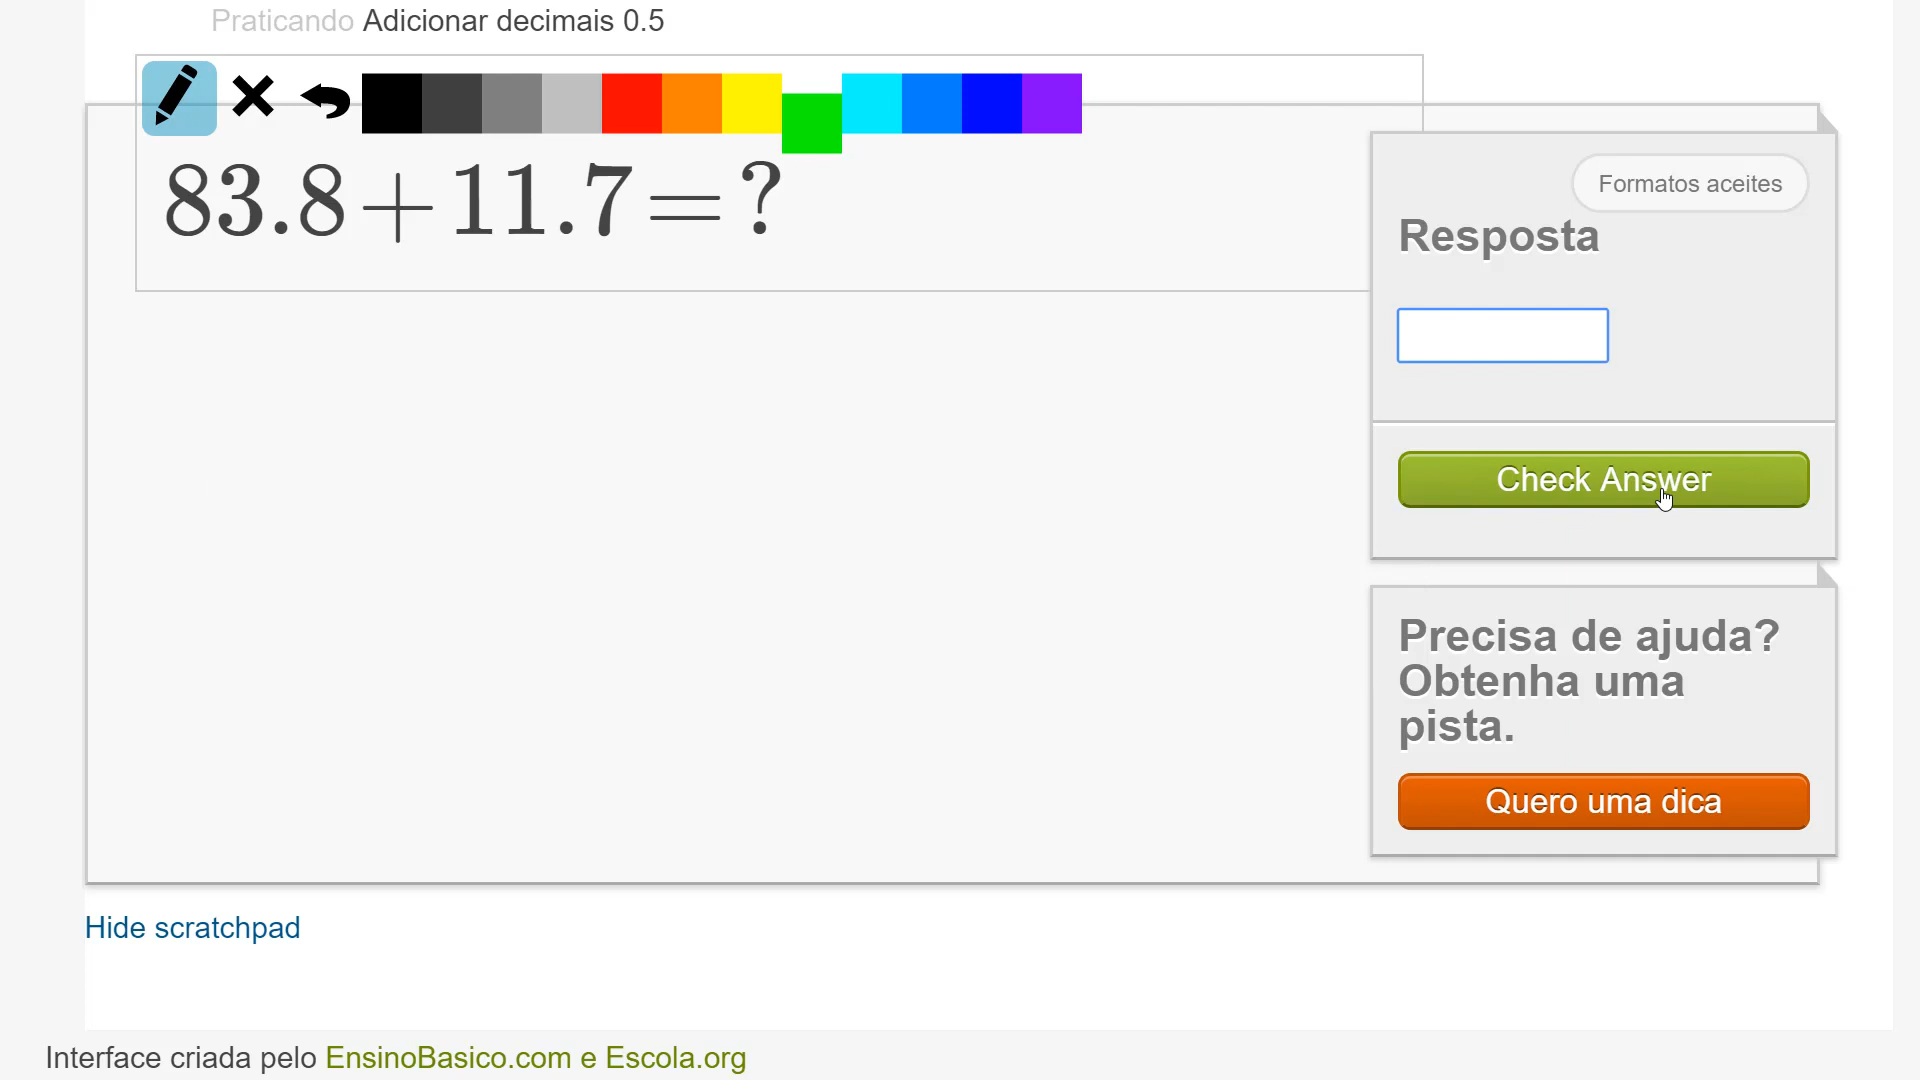 Praticando Adicionar decimais 0.5
83.8+11.7=?
Formatos aceites
Resposta
Check Answer
Precisa de ajuda?
Obtenha uma
pista.
Quero uma dica
Hide scratchpad
Interface criada pelo EnsinoBasico.com e Escola.org